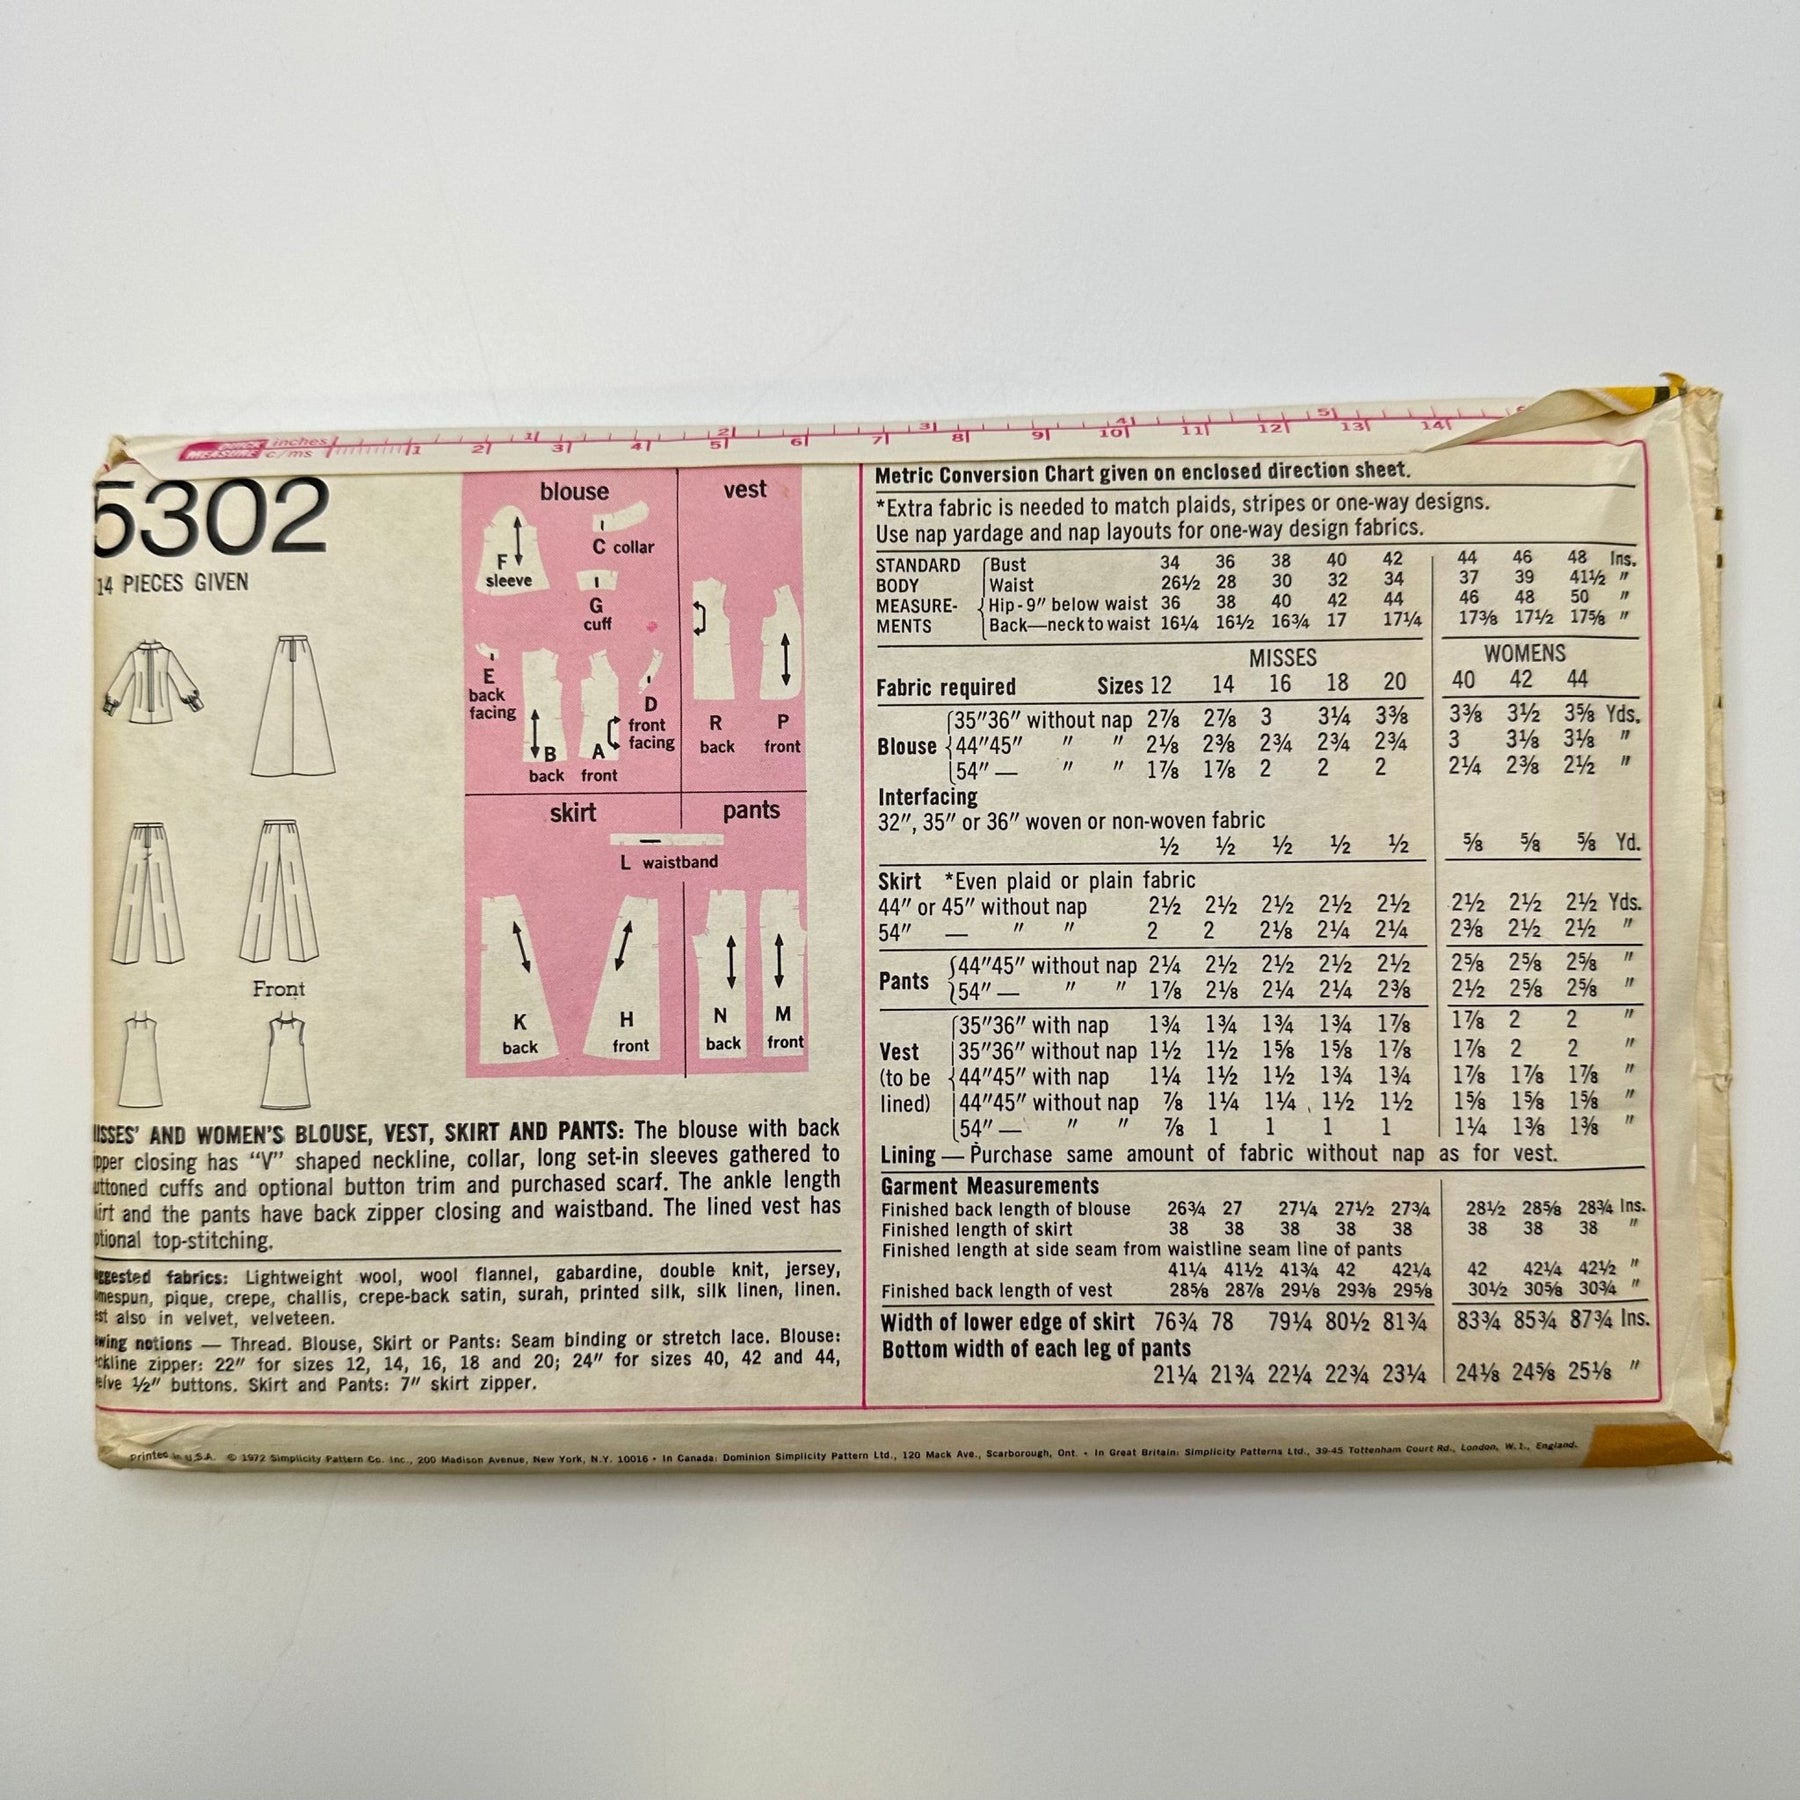 QUICK MEASURE inches 1 2 3 4 5
c/ms 1 2 3 4 5 6 7 8 9 10 11 12 13 14
5302
14 PIECES GIVEN
Front
blouse
F
sleeve
C collar
G
cuff
E
back
facing
D
front
facing
B
back
A
front
vest
R
back
P
front
skirt
pants
L waistband
K
back
H
front
N
back
M
front
ISSES' AND WOMEN'S BLOUSE, VEST, SKIRT AND PANTS: The blouse with back
pper closing has "V" shaped neckline, collar, long set-in sleeves gathered to
uttoned cuffs and optional button trim and purchased scarf. The ankle length
irt and the pants have back zipper closing and waistband. The lined vest has
ptional top-stitching.
ggested fabrics: Lightweight wool, wool flannel, gabardine, double knit, jersey,
mespun, pique, crepe, challis, crepe-back satin, surah, printed silk, silk linen, linen.
est also in velvet, velveteen.
wing notions — Thread. Blouse, Skirt or Pants: Seam binding or stretch lace. Blouse:
ckline zipper: 22" for sizes 12, 14, 16, 18 and 20; 24" for sizes 40, 42 and 44,
elve ½" buttons. Skirt and Pants: 7" skirt zipper.
Metric Conversion Chart given on enclosed direction sheet.
*Extra fabric is needed to match plaids, stripes or one-way designs.
Use nap yardage and nap layouts for one-way design fabrics.
STANDARD Bust 34 36 38 40 42 44 46 48 Ins.
BODY Waist 26½ 28 30 32 34 37 39 41½ "
MEASURE- Hip-9" below waist 36 38 40 42 44 46 48 50 "
MENTS Back—neck to waist 16¼ 16½ 16¾ 17 17¼ 17⅜ 17½ 17⅝ "
MISSES WOMENS
Fabric required Sizes 12 14 16 18 20 40 42 44
35"36" without nap 2⅞ 2⅞ 3 3¼ 3⅜ 3⅜ 3½ 3⅝ Yds.
Blouse 44"45" " " 2⅛ 2⅜ 2¾ 2¾ 2¾ 3 3⅛ 3⅛ "
54" — " " 1⅞ 1⅞ 2 2 2 2¼ 2⅜ 2½ "
Interfacing
32", 35" or 36" woven or non-woven fabric
½ ½ ½ ½ ½ ⅝ ⅝ ⅝ Yd.
Skirt *Even plaid or plain fabric
44" or 45" without nap 2½ 2½ 2½ 2½ 2½ 2½ 2½ 2½ Yds.
54" — " " 2 2 2⅛ 2¼ 2¼ 2⅜ 2½ 2½ "
Pants 44"45" without nap 2¼ 2½ 2½ 2½ 2½ 2⅝ 2⅝ 2⅝ "
54" — " " 1⅞ 2⅛ 2¼ 2¼ 2⅜ 2½ 2⅝ 2⅝ "
35"36" with nap 1¾ 1¾ 1¾ 1¾ 1⅞ 1⅞ 2 2 "
Vest 35"36" without nap 1½ 1½ 1⅝ 1⅝ 1⅞ 1⅞ 2 2 "
(to be 44"45" with nap 1¼ 1½ 1½ 1¾ 1¾ 1⅞ 1⅞ 1⅞ "
lined) 44"45" without nap ⅞ 1¼ 1¼ 1½ 1½ 1⅝ 1⅝ 1⅝ "
54" — " " ⅞ 1 1 1 1 1¼ 1⅜ 1⅜ "
Lining — Purchase same amount of fabric without nap as for vest.
Garment Measurements
Finished back length of blouse 26¾ 27 27¼ 27½ 27¾ 28½ 28⅝ 28¾ Ins.
Finished length of skirt 38 38 38 38 38 38 38 38 "
Finished length at side seam from waistline seam line of pants
41¼ 41½ 41¾ 42 42¼ 42 42¼ 42½ "
Finished back length of vest 28⅝ 28⅞ 29⅛ 29⅜ 29⅝ 30½ 30⅝ 30¾ "
Width of lower edge of skirt 76¾ 78 79¼ 80½ 81¾ 83¾ 85¾ 87¾ Ins.
Bottom width of each leg of pants
21¼ 21¾ 22¼ 22¾ 23¼ 24⅛ 24⅝ 25⅛ "
Printed in U.S.A. © 1972 Simplicity Pattern Co. Inc., 200 Madison Avenue, New York, N.Y. 10016 • In Canada: Dominion Simplicity Pattern Ltd., 120 Mack Ave., Scarborough, Ont. • In Great Britain: Simplicity Patterns Ltd., 39-45 Tottenham Court Rd., London, W. 1., England.